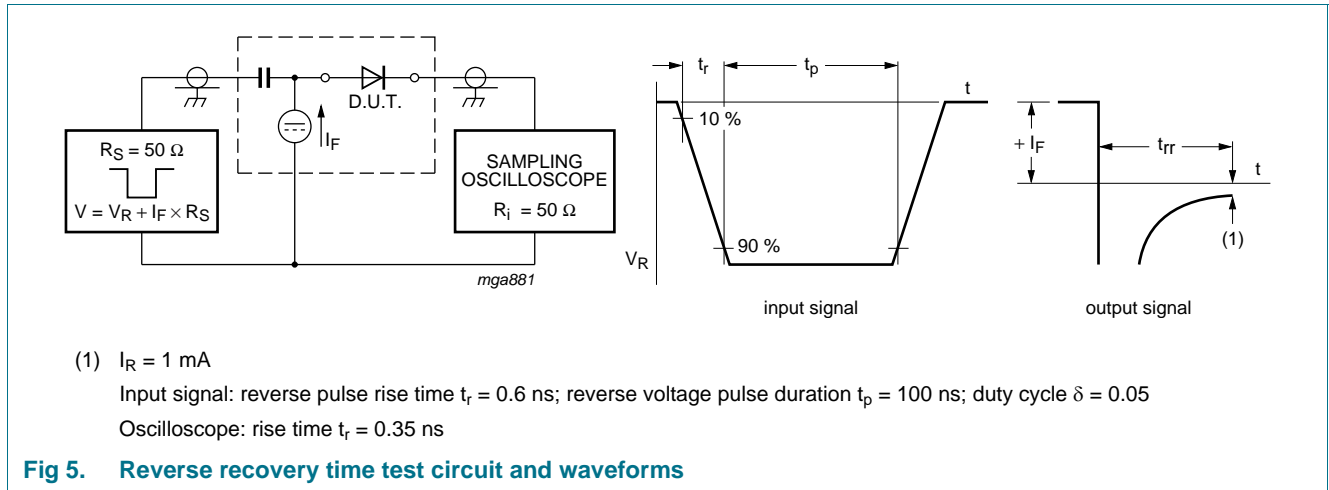 D.U.T.
I_F
R_S = 50 Ω
V = V_R + I_F × R_S
SAMPLING
OSCILLOSCOPE
R_i = 50 Ω
mga881
t_r
t_p
t
10 %
90 %
V_R
input signal
+ I_F
t_rr
t
(1)
output signal
(1) I_R = 1 mA
Input signal: reverse pulse rise time t_r = 0.6 ns; reverse voltage pulse duration t_p = 100 ns; duty cycle δ = 0.05
Oscilloscope: rise time t_r = 0.35 ns
Fig 5. Reverse recovery time test circuit and waveforms